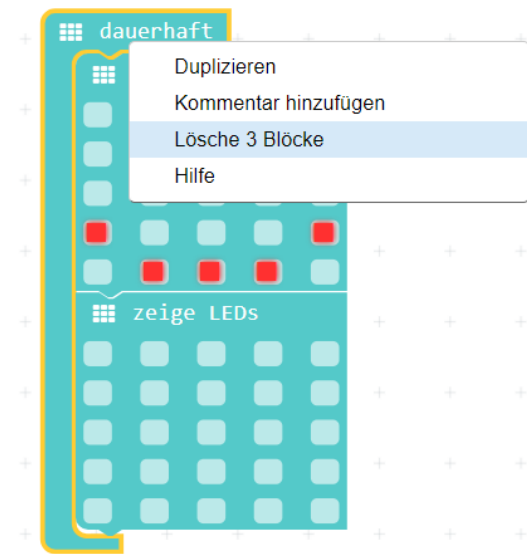 dauerhaft
Duplizieren
Kommentar hinzufügen
Lösche 3 Blöcke
Hilfe
zeige LEDs